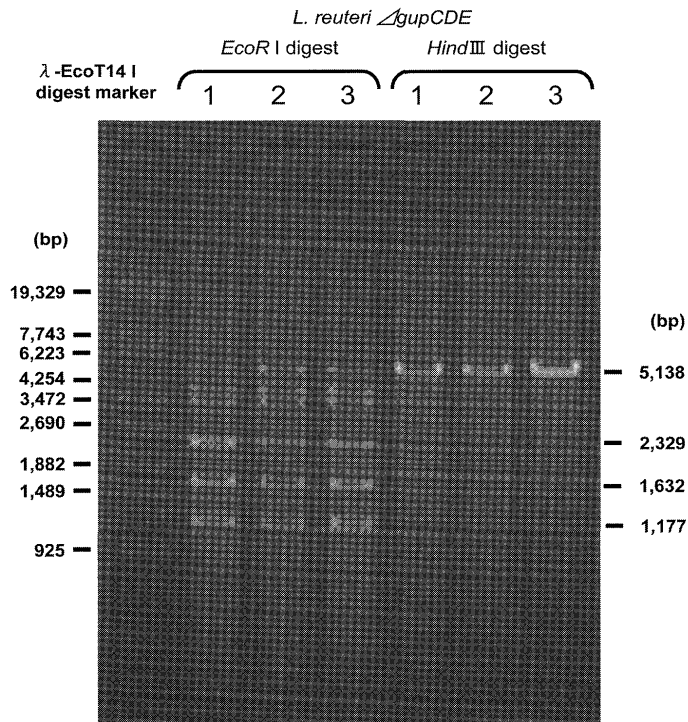 L. reuteri ⊿gupCDE
EcoR I digest
HindⅢ digest
λ-EcoT14 I
digest marker
1 2 3 1 2 3
(bp)
19,329
7,743
6,223
4,254
3,472
2,690
1,882
1,489
925
(bp)
5,138
2,329
1,632
1,177